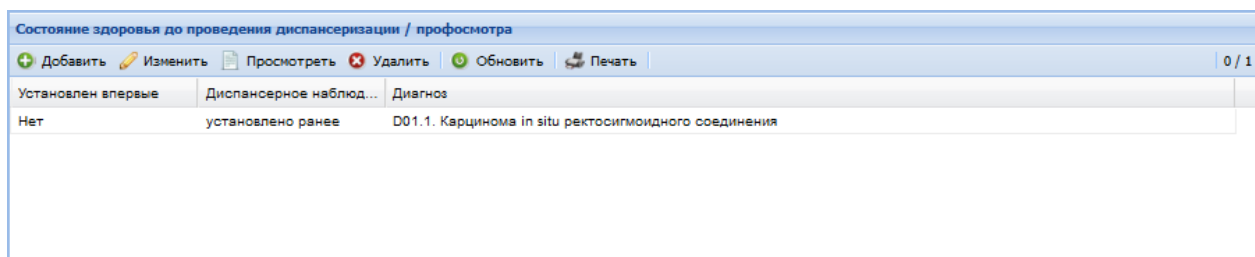 Состояние здоровья до проведения диспансеризации / профосмотра
Добавить Изменить Просмотреть Удалить Обновить Печать 0 / 1
Установлен впервые Диспансерное наблюд... Диагноз
Нет установлено ранее D01.1. Карцинома in situ ректосигмоидного соединения